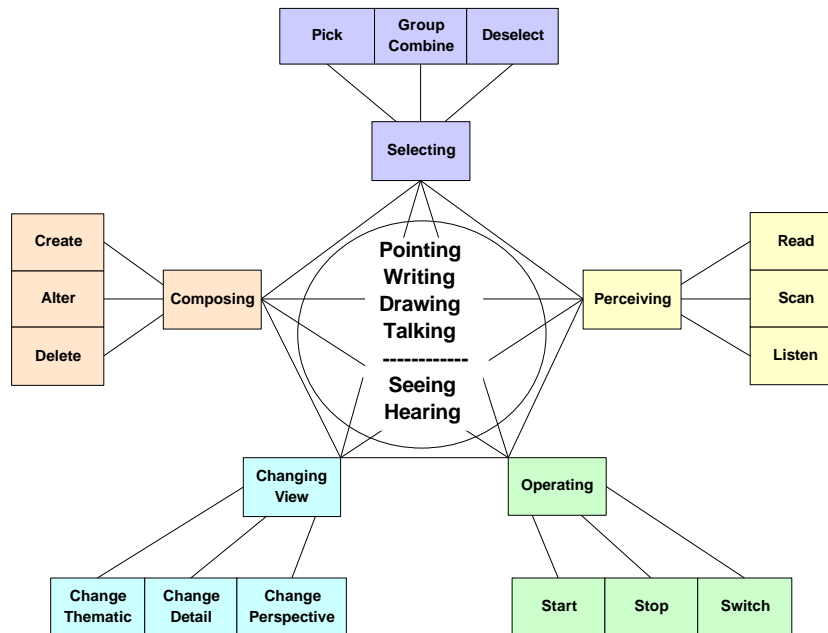 Pick
Group
Combine
Deselect
Selecting
Create
Alter
Delete
Composing
Pointing
Writing
Drawing
Talking
------------
Seeing
Hearing
Perceiving
Read
Scan
Listen
Changing
View
Operating
Change
Thematic
Change
Detail
Change
Perspective
Start
Stop
Switch